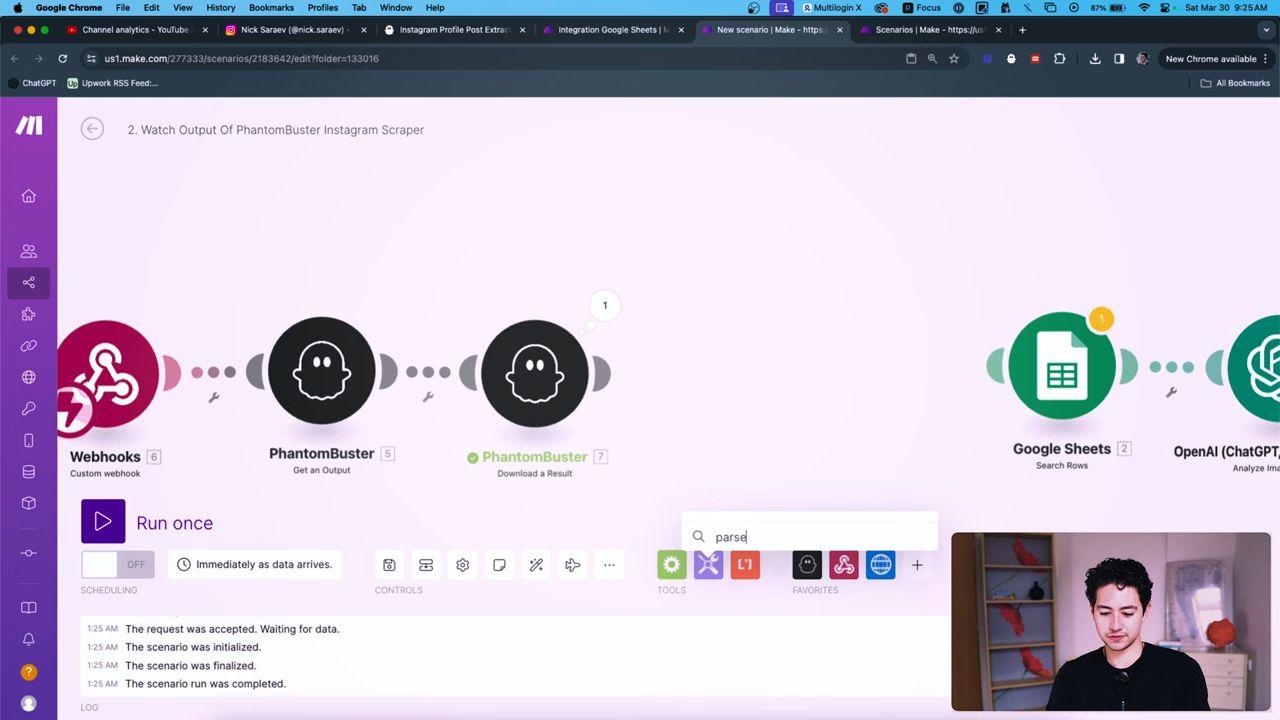 Google Chrome File Edit View History Bookmarks Profiles Tab Window Help Multilogin X Focus 87% Sat Mar 30 9:25 AM
Channel analytics - YouTube Nick Saraev (@nick.saraev) Instagram Profile Post Extract Integration Google Sheets | M New scenario | Make - https: Scenarios | Make - https://us1
us1.make.com/277333/scenarios/2183642/edit?folder=133016 New Chrome available
ChatGPT Upwork RSS Feed:... All Bookmarks
2. Watch Output Of PhantomBuster Instagram Scraper
1
1
Webhooks 6
Custom webhook
PhantomBuster 5
Get an Output
PhantomBuster 7
Download a Result
Google Sheets 2
Search Rows
OpenAI (ChatGPT,
Analyze Ima
Run once
parse
OFF Immediately as data arrives.
SCHEDULING CONTROLS TOOLS FAVORITES
1:25 AM The request was accepted. Waiting for data.
1:25 AM The scenario was initialized.
1:25 AM The scenario was finalized.
1:25 AM The scenario run was completed.
LOG